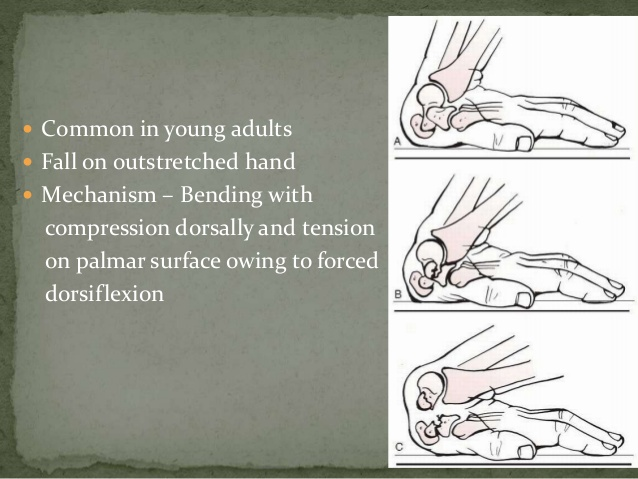 Common in young adults
Fall on outstretched hand
Mechanism – Bending with
compression dorsally and tension
on palmar surface owing to forced
dorsiflexion
A
B
C